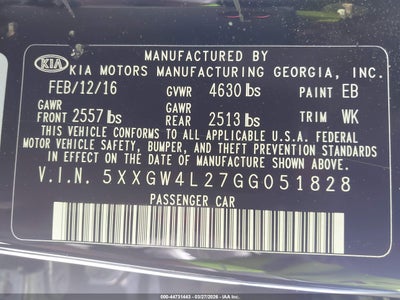 MANUFACTURED BY
KIA KIA MOTORS MANUFACTURING GEORGIA, INC.
FEB/12/16 GVWR 4630 lbs PAINT EB
GAWR GAWR
FRONT 2557 lbs REAR 2513 lbs TRIM WK
THIS VEHICLE CONFORMS TO ALL APPLICABLE U.S.A. FEDERAL
MOTOR VEHICLE SAFETY, BUMPER, AND THEFT PREVENTION STANDARDS
IN EFFECT ON THE DATE OF MANUFACTURE SHOWN ABOVE.
V.I.N. 5XXGW4L27GG051828
PASSENGER CAR
800-44731443 | 03/27/2026 | IAA Inc.